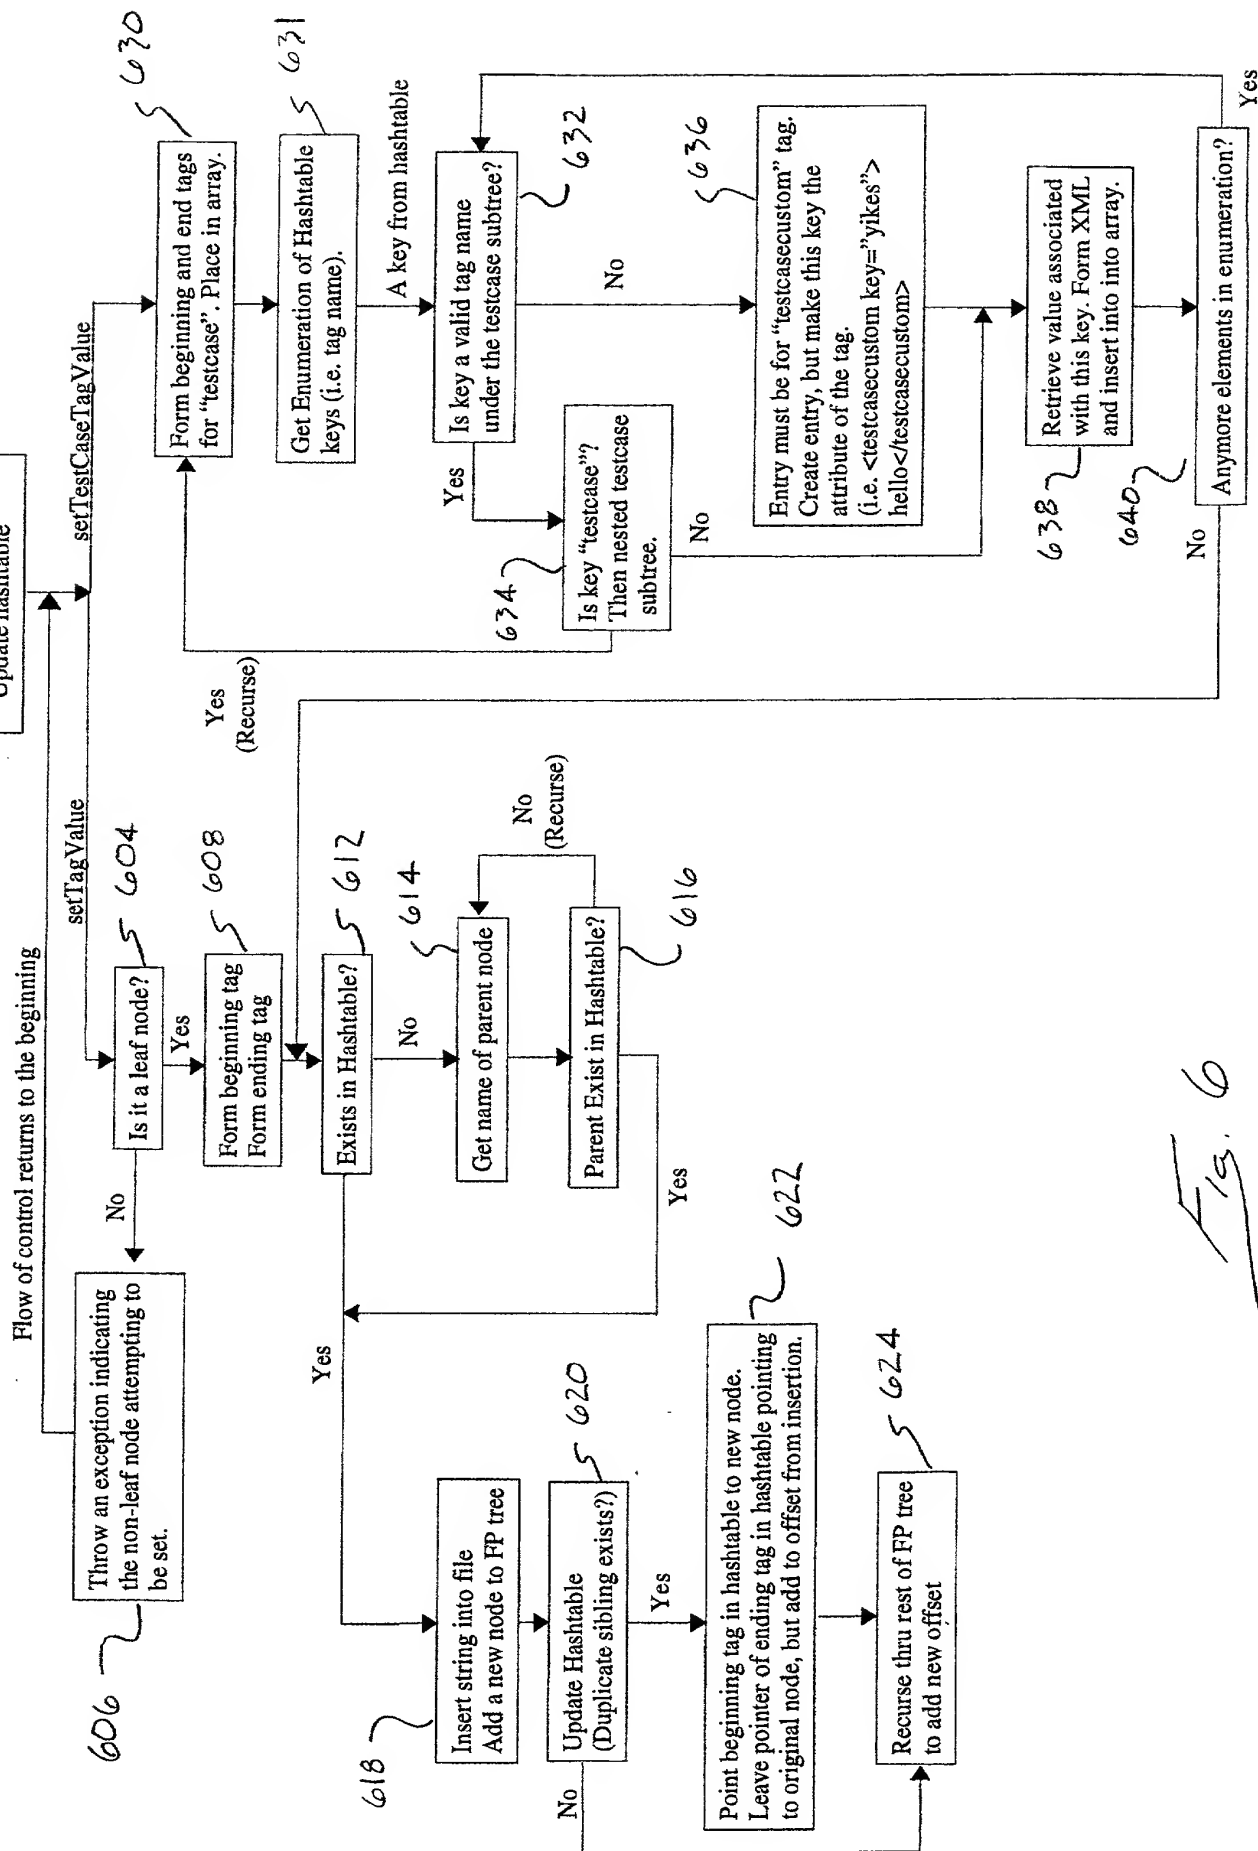 Update Hashtable
Flow of control returns to the beginning
setTagValue
setTestCaseTagValue
606
Throw an exception indicating
the non-leaf node attempting to
be set.
No
Is it a leaf node?
604
Yes
Form beginning tag
Form ending tag
608
Exists in Hashtable?
612
Yes
No
Get name of parent node
614
Parent Exist in Hashtable?
616
No
(Recurse)
Yes
618
Insert string into file
Add a new node to FP tree
Update Hashtable
(Duplicate sibling exists?)
620
No
Yes
Point beginning tag in hashtable to new node.
Leave pointer of ending tag in hashtable pointing
to original node, but add to offset from insertion.
622
Recurse thru rest of FP tree
to add new offset
624
Form beginning and end tags
for “testcase”. Place in array.
630
Get Enumeration of Hashtable
keys (i.e. tag name).
631
A key from hashtable
Is key a valid tag name
under the testcase subtree?
632
Yes
No
634
Is key “testcase”?
Then nested testcase
subtree.
Yes
(Recurse)
No
Entry must be for “testcasecustom” tag.
Create entry, but make this key the
attribute of the tag.
(i.e. <testcasecustom key=”yikes”>
hello</testcasecustom>
636
638
Retrieve value associated
with this key. Form XML
and insert into into array.
640
Anymore elements in enumeration?
No
Yes
Fig. 6